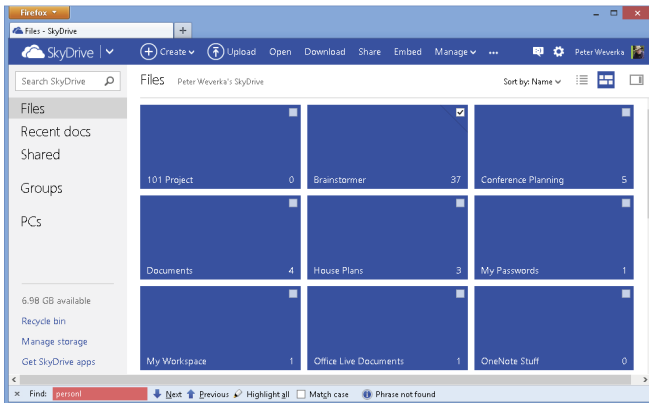 Firefox
Files - SkyDrive
+
SkyDrive
Create
Upload
Open
Download
Share
Embed
Manage
Peter Weverka
Search SkyDrive
Files
Peter Weverka's SkyDrive
Sort by: Name
Files
Recent docs
Shared
Groups
PCs
101 Project 0
Brainstormer 37
Conference Planning 5
Documents 4
House Plans 3
My Passwords 1
My Workspace 1
Office Live Documents 1
OneNote Stuff 0
6.98 GB available
Recycle bin
Manage storage
Get SkyDrive apps
× Find: personl Next Previous Highlight all Match case Phrase not found